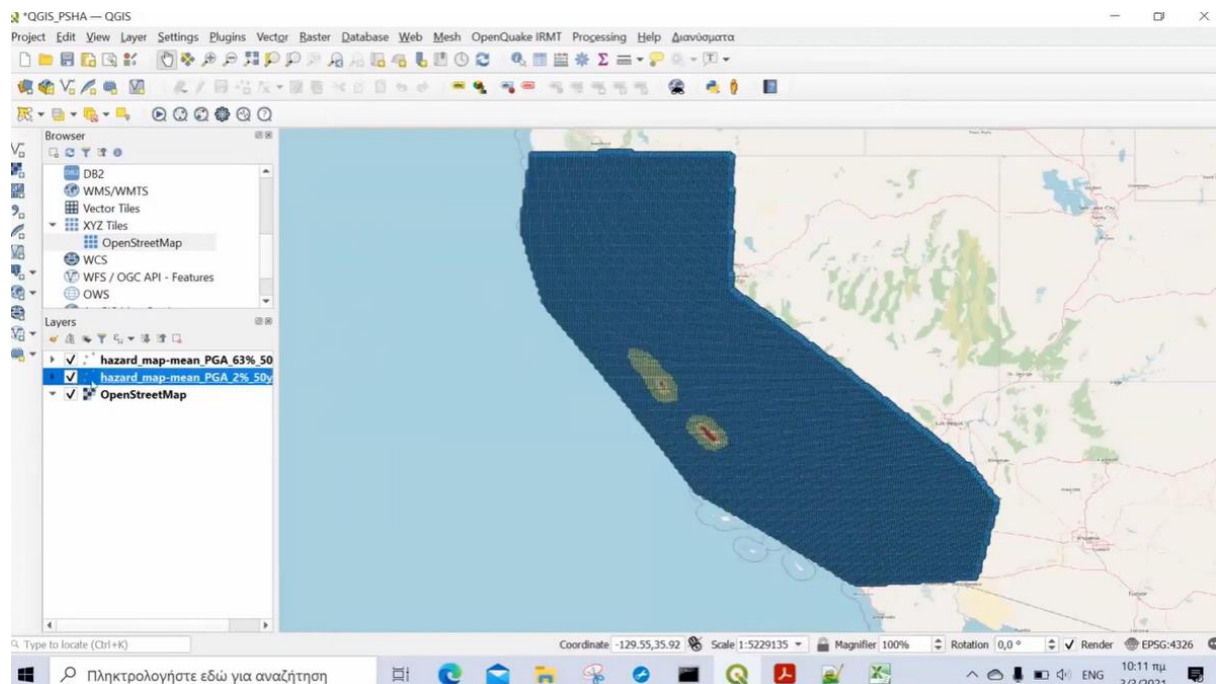 *QGIS_PSHA — QGIS
Project Edit View Layer Settings Plugins Vector Raster Database Web Mesh OpenQuake IRMT Processing Help Διανύσματα
Browser
DB2
WMS/WMTS
Vector Tiles
XYZ Tiles
OpenStreetMap
WCS
WFS / OGC API - Features
OWS
Layers
hazard_map-mean_PGA_63%_50
hazard_map-mean_PGA_2%_50y
OpenStreetMap
Type to locate (Ctrl+K)
Coordinate -129.55,35.92 Scale 1:5229135 Magnifier 100% Rotation 0,0 ° Render EPSG:4326
Πληκτρολογήστε εδώ για αναζήτηση
ENG
10:11 πμ